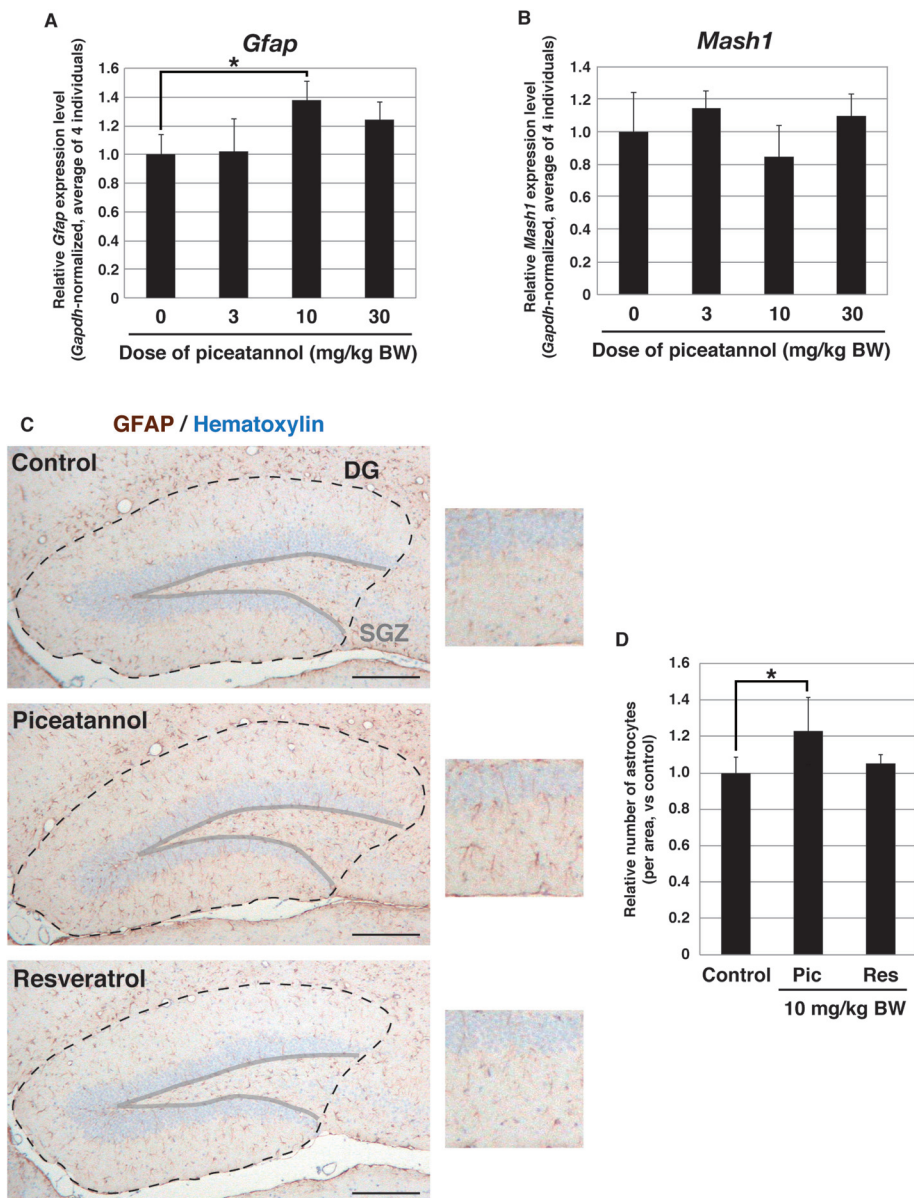 A
Gfap
*
Relative Gfap expression level
(Gapdh-normalized, average of 4 individuals)
1.6
1.4
1.2
1.0
0.8
0.6
0.4
0.2
0
0 3 10 30
Dose of piceatannol (mg/kg BW)
B
Mash1
Relative Mash1 expression level
(Gapdh-normalized, average of 4 individuals)
1.4
1.2
1.0
0.8
0.6
0.4
0.2
0
0 3 10 30
Dose of piceatannol (mg/kg BW)
C
GFAP / Hematoxylin
Control
DG
SGZ
Piceatannol
Resveratrol
D
*
Relative number of astrocytes
(per area, vs control)
1.6
1.4
1.2
1.0
0.8
0.6
0.4
0.2
0
Control Pic Res
10 mg/kg BW